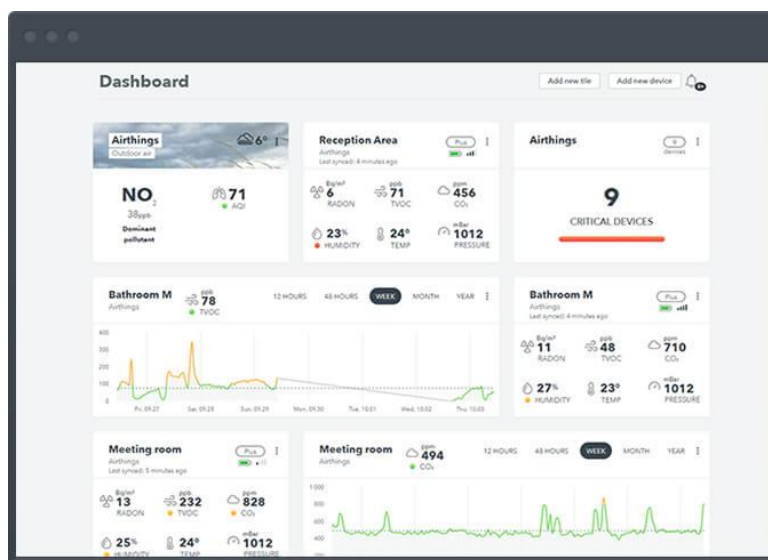 Dashboard
Add new tile
Add new device
Airthings
Outdoor air
6°
NO2
38ppb
Dominant
pollutant
71
AQI
Reception Area
Airthings
Last synced: 4 minutes ago
Plus
Bq/m³
6
RADON
ppb
71
TVOC
ppm
456
CO₂
23%
HUMIDITY
24°
TEMP
mBar
1012
PRESSURE
Airthings
9
devices
9
CRITICAL DEVICES
Bathroom M
Airthings
ppb
78
TVOC
12 HOURS
48 HOURS
WEEK
MONTH
YEAR
400
300
200
100
0
Fri, 09.27
Sat, 09.28
Sun, 09.29
Mon, 09.30
Tue, 10.01
Wed, 10.02
Thu, 10.03
Bathroom M
Airthings
Last synced: 4 minutes ago
Plus
Bq/m³
11
RADON
ppb
48
TVOC
ppm
710
CO₂
27%
HUMIDITY
23°
TEMP
mBar
1012
PRESSURE
Meeting room
Airthings
Last synced: 5 minutes ago
Plus
Bq/m³
13
RADON
ppb
232
TVOC
ppm
828
CO₂
25%
HUMIDITY
24°
TEMP
mBar
1012
PRESSURE
Meeting room
Airthings
ppm
494
CO₂
12 HOURS
48 HOURS
WEEK
MONTH
YEAR
1 000
800
600
400
200